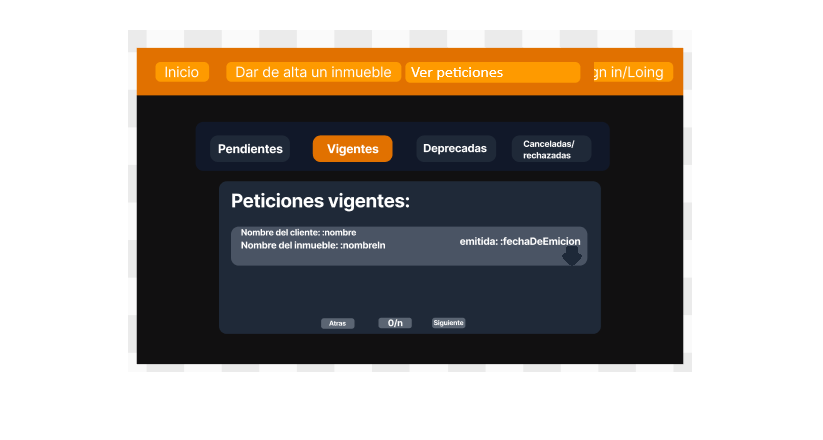 Inicio
Dar de alta un inmueble
Ver peticiones
gn in/Loing
Pendientes
Vigentes
Deprecadas
Canceladas/
rechazadas
Peticiones vigentes:
Nombre del cliente: :nombre
Nombre del inmueble: :nombreIn
emitida: :fechaDeEmicion
Atras
0/n
Siguiente